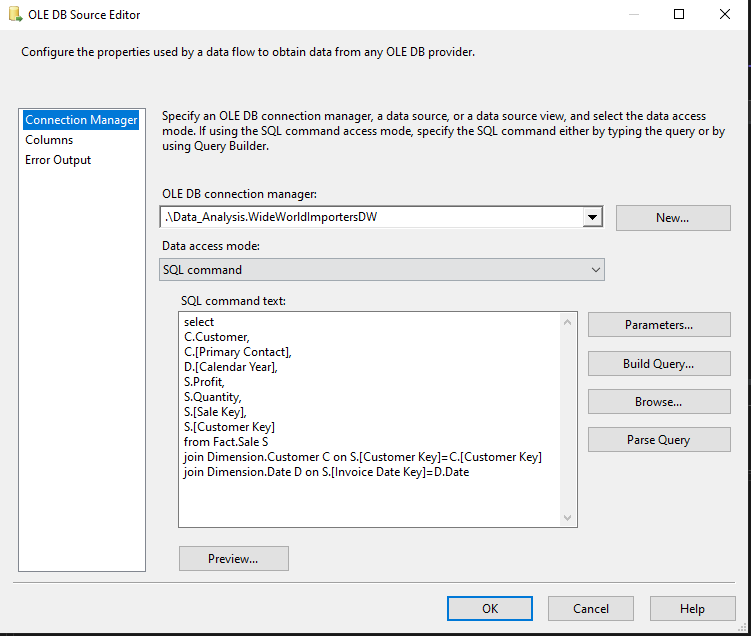 OLE DB Source Editor
Configure the properties used by a data flow to obtain data from any OLE DB provider.
Connection Manager
Columns
Error Output
Specify an OLE DB connection manager, a data source, or a data source view, and select the data access
mode. If using the SQL command access mode, specify the SQL command either by typing the query or by
using Query Builder.
OLE DB connection manager:
.\Data_Analysis.WideWorldImportersDW
New...
Data access mode:
SQL command
SQL command text:
select
C.Customer,
C.[Primary Contact],
D.[Calendar Year],
S.Profit,
S.Quantity,
S.[Sale Key],
S.[Customer Key]
from Fact.Sale S
join Dimension.Customer C on S.[Customer Key]=C.[Customer Key]
join Dimension.Date D on S.[Invoice Date Key]=D.Date
Parameters...
Build Query...
Browse...
Parse Query
Preview...
OK
Cancel
Help